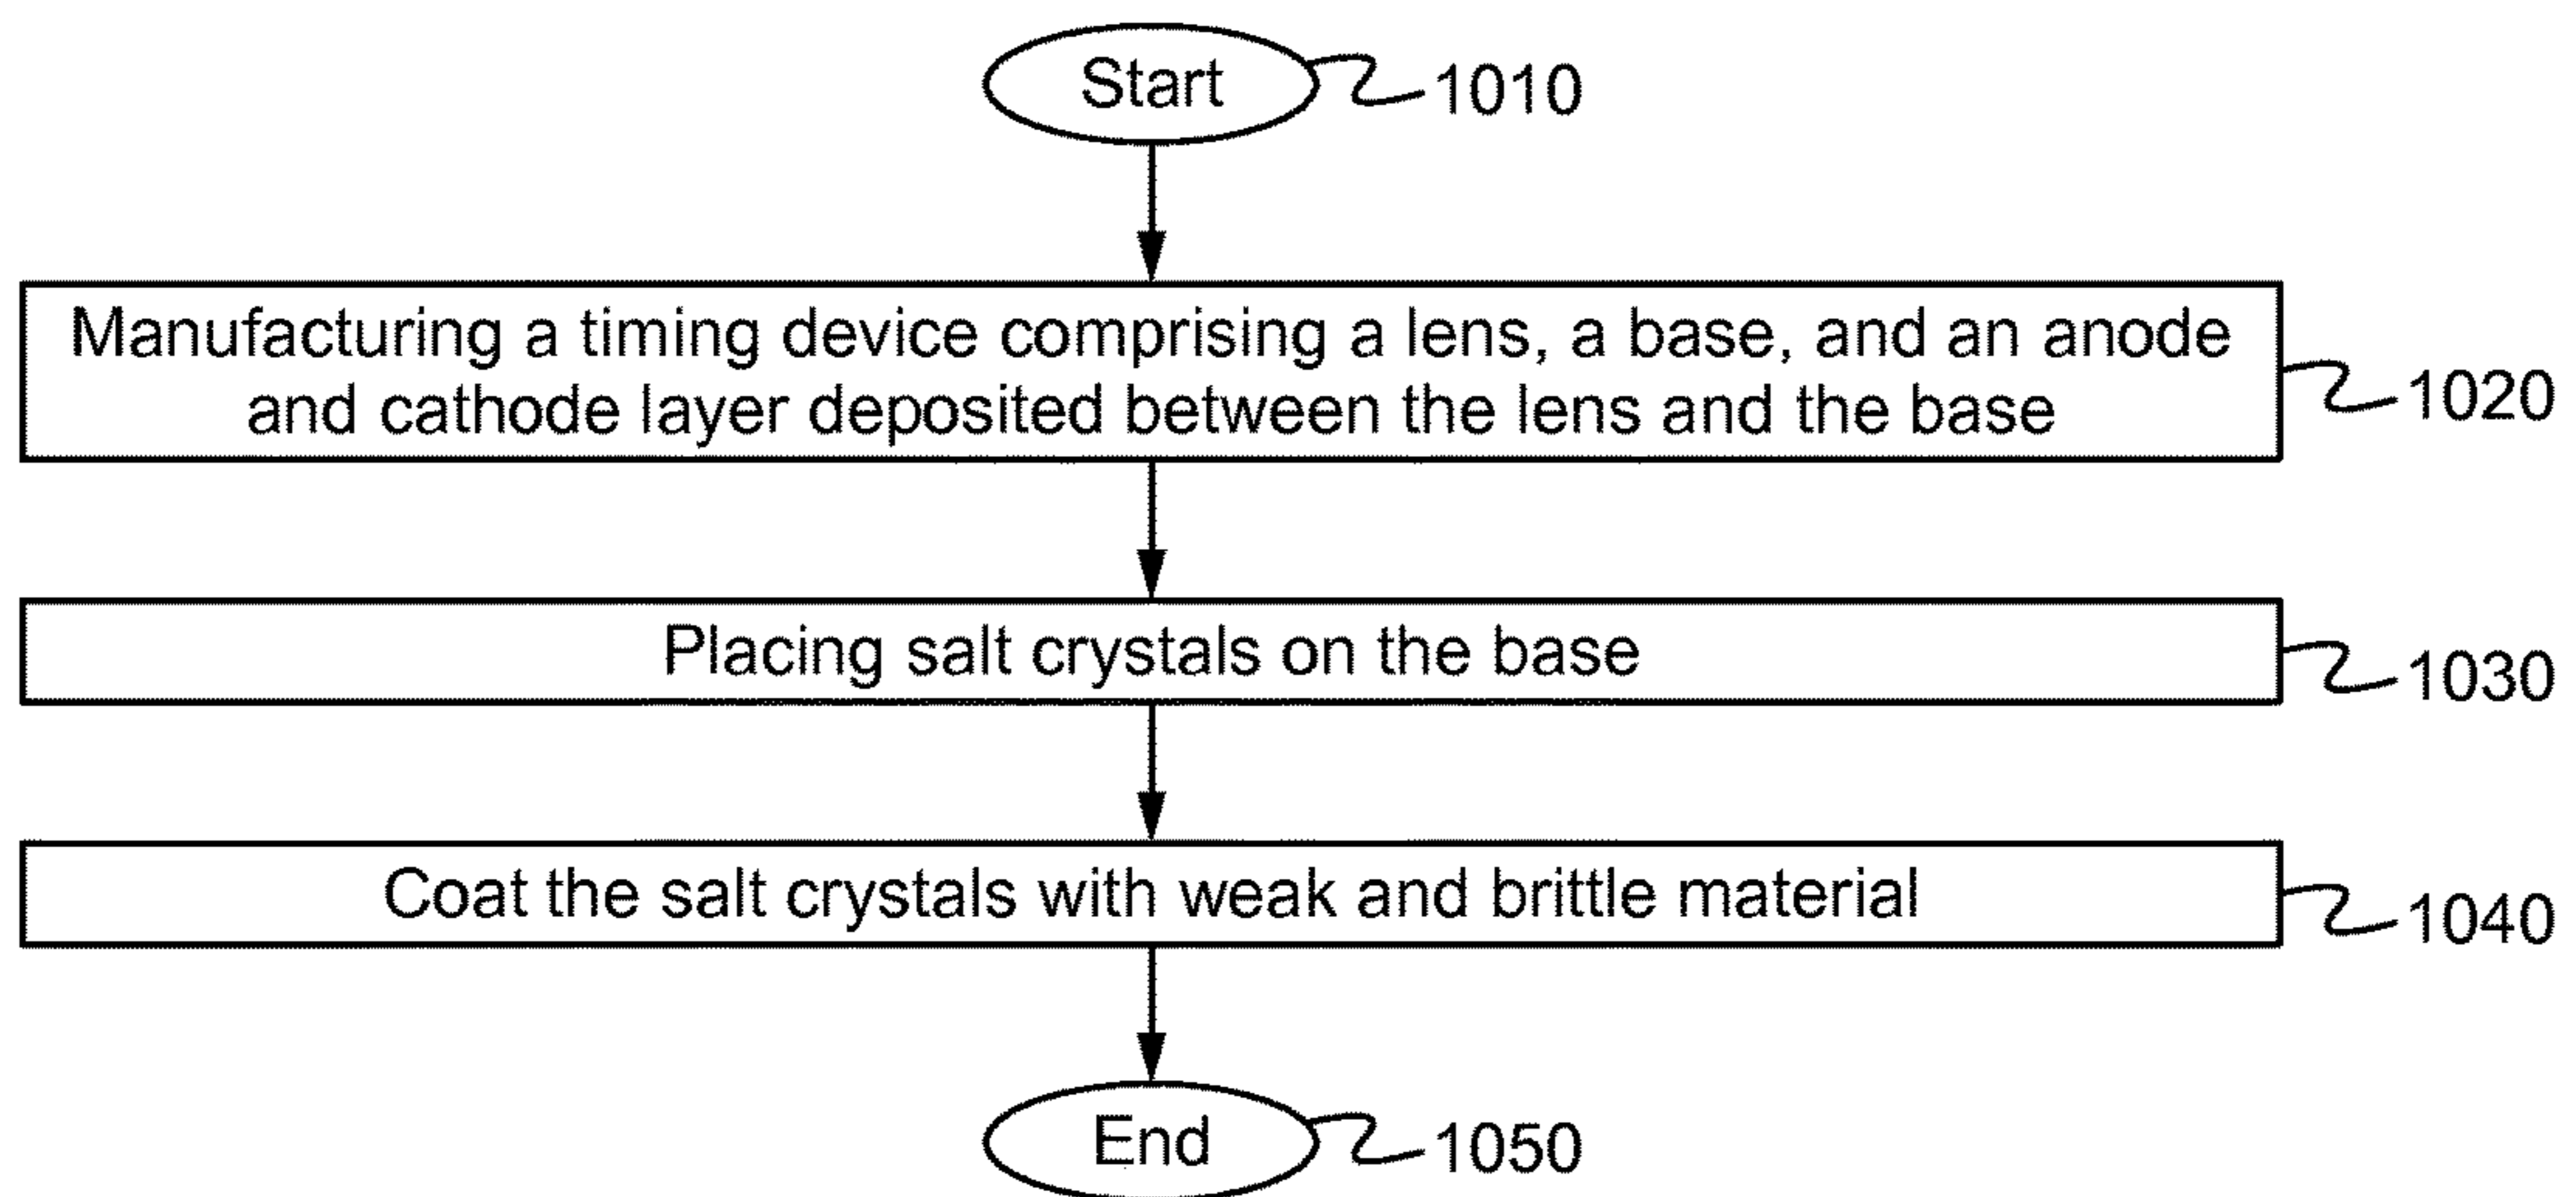 Start
1010
Manufacturing a timing device comprising a lens, a base, and an anode
and cathode layer deposited between the lens and the base
1020
Placing salt crystals on the base
1030
Coat the salt crystals with weak and brittle material
1040
End
1050